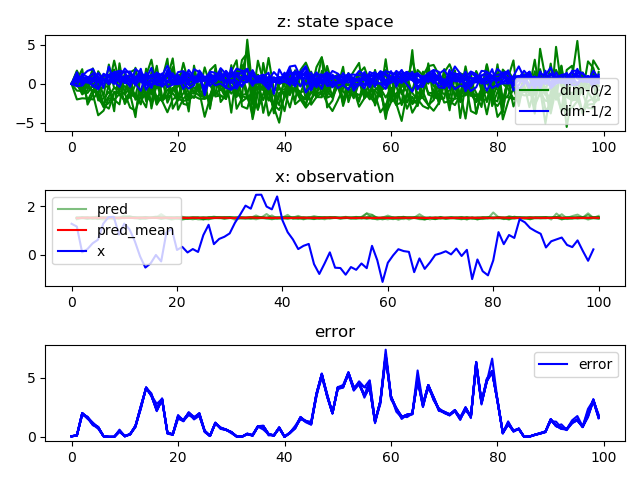 z: state space
5
0
−5
dim-0/2
dim-1/2
0
20
40
60
80
100
x: observation
2
0
pred
pred_mean
x
0
20
40
60
80
100
error
5
0
error
0
20
40
60
80
100